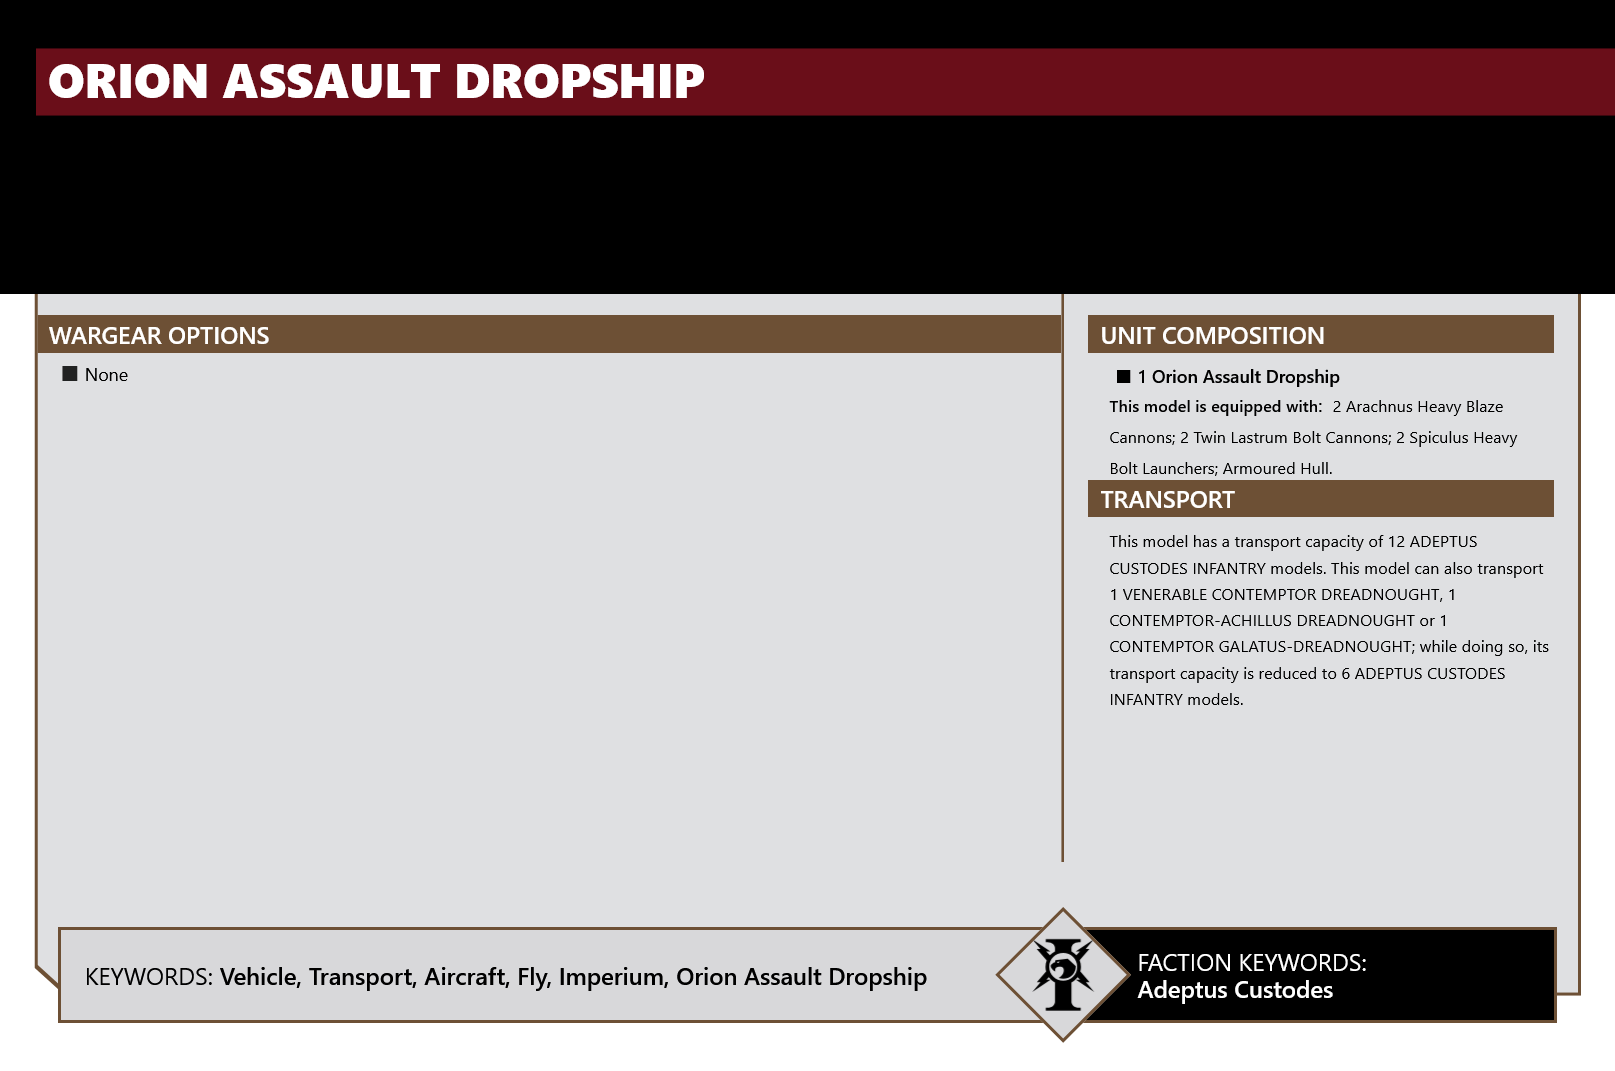 ORION ASSAULT DROPSHIP
WARGEAR OPTIONS
■ None
UNIT COMPOSITION
■ 1 Orion Assault Dropship
This model is equipped with: 2 Arachnus Heavy Blaze
Cannons; 2 Twin Lastrum Bolt Cannons; 2 Spiculus Heavy
Bolt Launchers; Armoured Hull.
TRANSPORT
This model has a transport capacity of 12 ADEPTUS
CUSTODES INFANTRY models. This model can also transport
1 VENERABLE CONTEMPTOR DREADNOUGHT, 1
CONTEMPTOR-ACHILLUS DREADNOUGHT or 1
CONTEMPTOR GALATUS-DREADNOUGHT; while doing so, its
transport capacity is reduced to 6 ADEPTUS CUSTODES
INFANTRY models.
KEYWORDS: Vehicle, Transport, Aircraft, Fly, Imperium, Orion Assault Dropship
FACTION KEYWORDS:
Adeptus Custodes